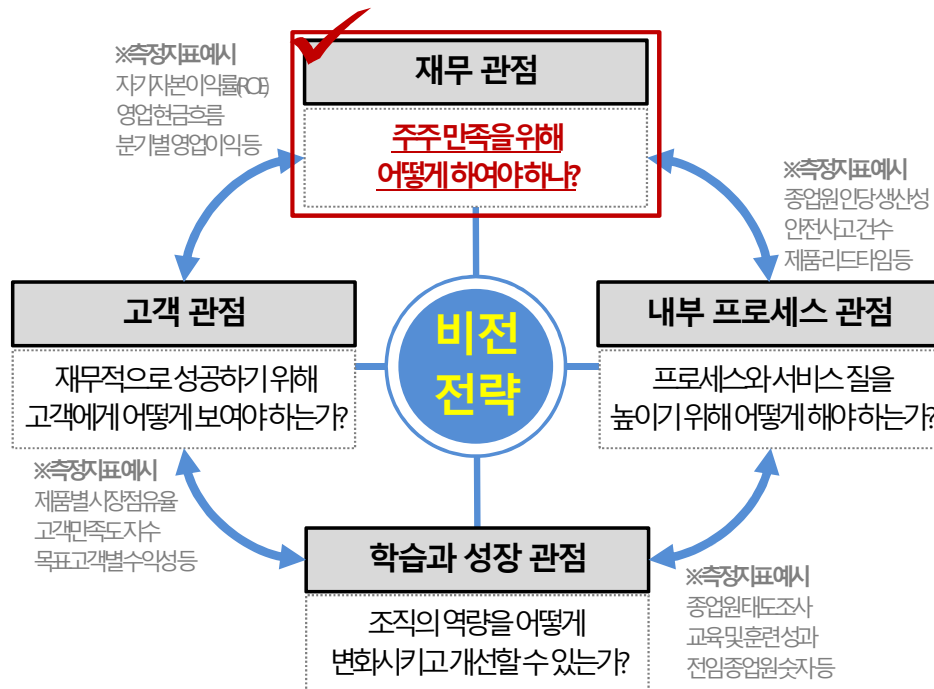 ※측정지표예시
자기자본이익률(ROE)
영업현금흐름
분기별영업이익 등
재무 관점
주주 만족을 위해
어떻게 하여야 하나?
※측정지표예시
종업원 인당 생산성
안전사고 건수
제품 리드타임 등
고객 관점
재무적으로 성공하기 위해
고객에게 어떻게 보여야 하는가?
비전
전략
내부 프로세스 관점
프로세스와 서비스 질을
높이기 위해 어떻게 해야 하는가?
※측정지표예시
제품별 시장점유율
고객만족도 지수
목표고객별 수익성 등
학습과 성장 관점
조직의 역량을 어떻게
변화시키고 개선할 수 있는가?
※측정지표예시
종업원 태도조사
교육 및 훈련 성과
전임종업원 숫자 등